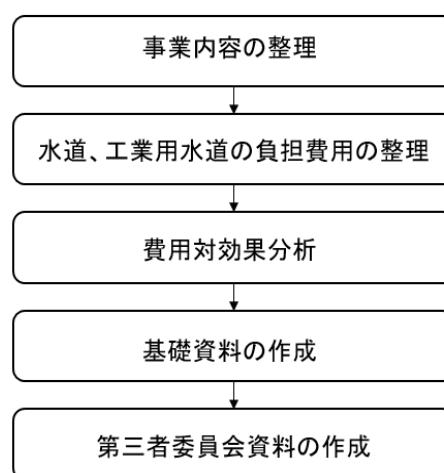 事業内容の整理
水道、工業用水道の負担費用の整理
費用対効果分析
基礎資料の作成
第三者委員会資料の作成